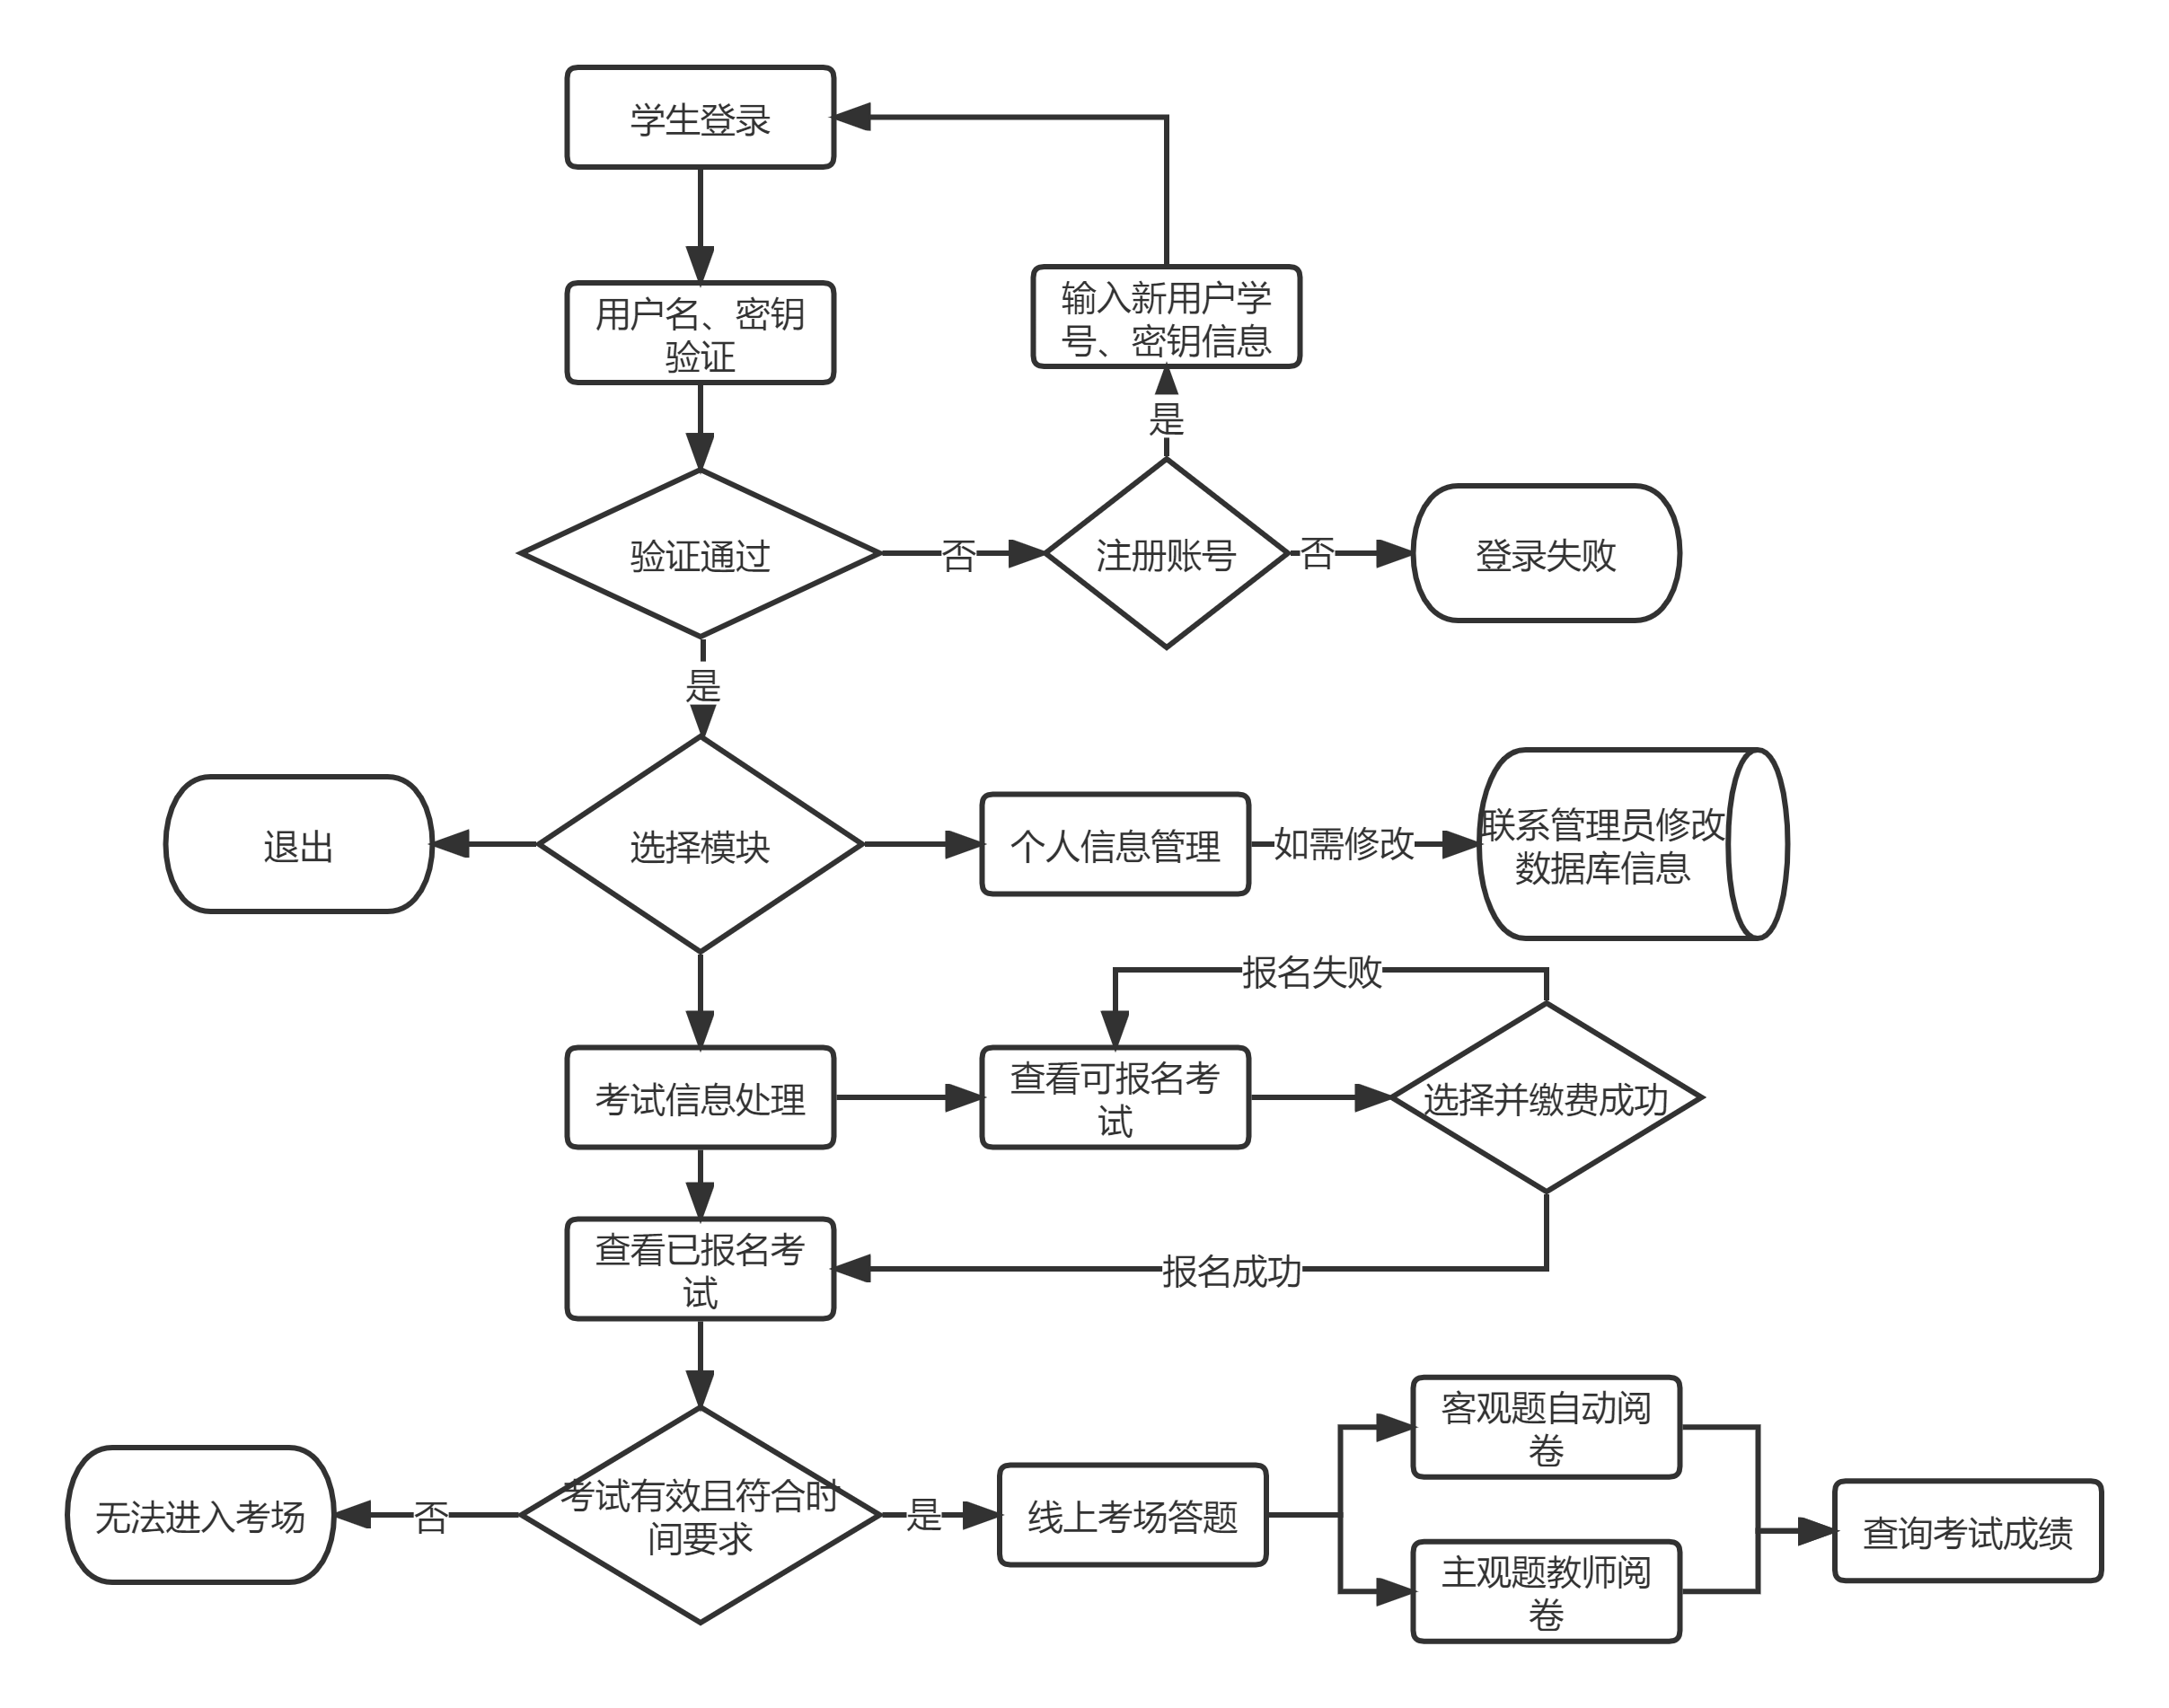 学生登录
用户名、密钥
验证
输入新用户学
号、密钥信息
是
验证通过
否
注册账号
否
登录失败
是
退出
选择模块
个人信息管理
如需修改
联系管理员修改
数据库信息
报名失败
考试信息处理
查看可报名考
试
选择并缴费成功
查看已报名考
试
报名成功
无法进入考场
否
考试有效且符合时
间要求
是
线上考场答题
客观题自动阅
卷
主观题教师阅
卷
查询考试成绩